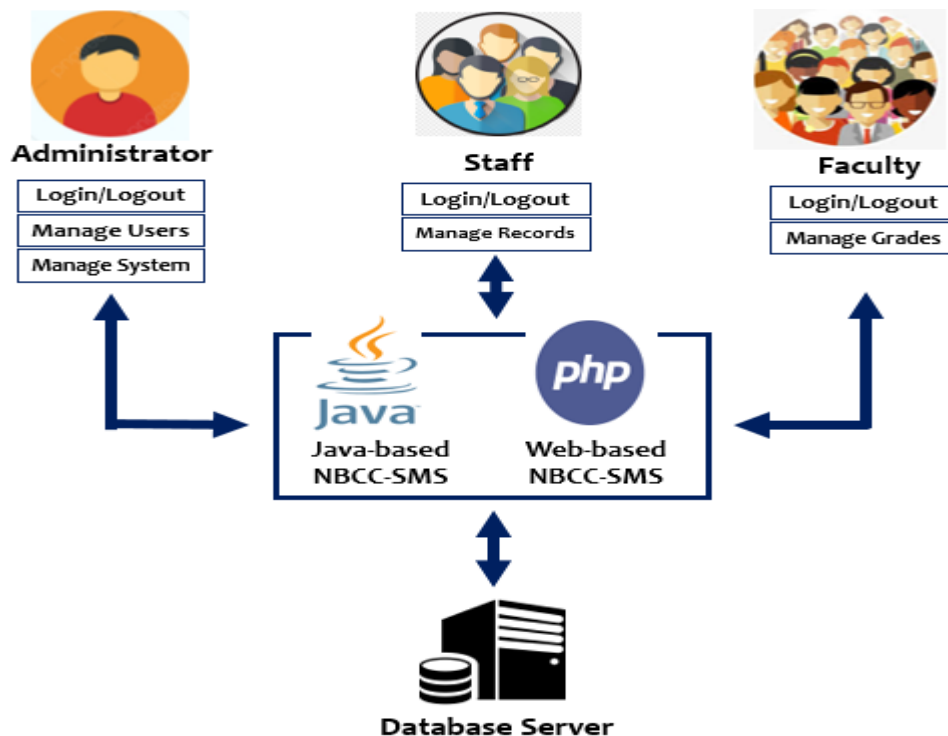 Administrator
Login/Logout
Manage Users
Manage System
Staff
Login/Logout
Manage Records
Faculty
Login/Logout
Manage Grades
Java
Java-based
NBCC-SMS
php
Web-based
NBCC-SMS
Database Server